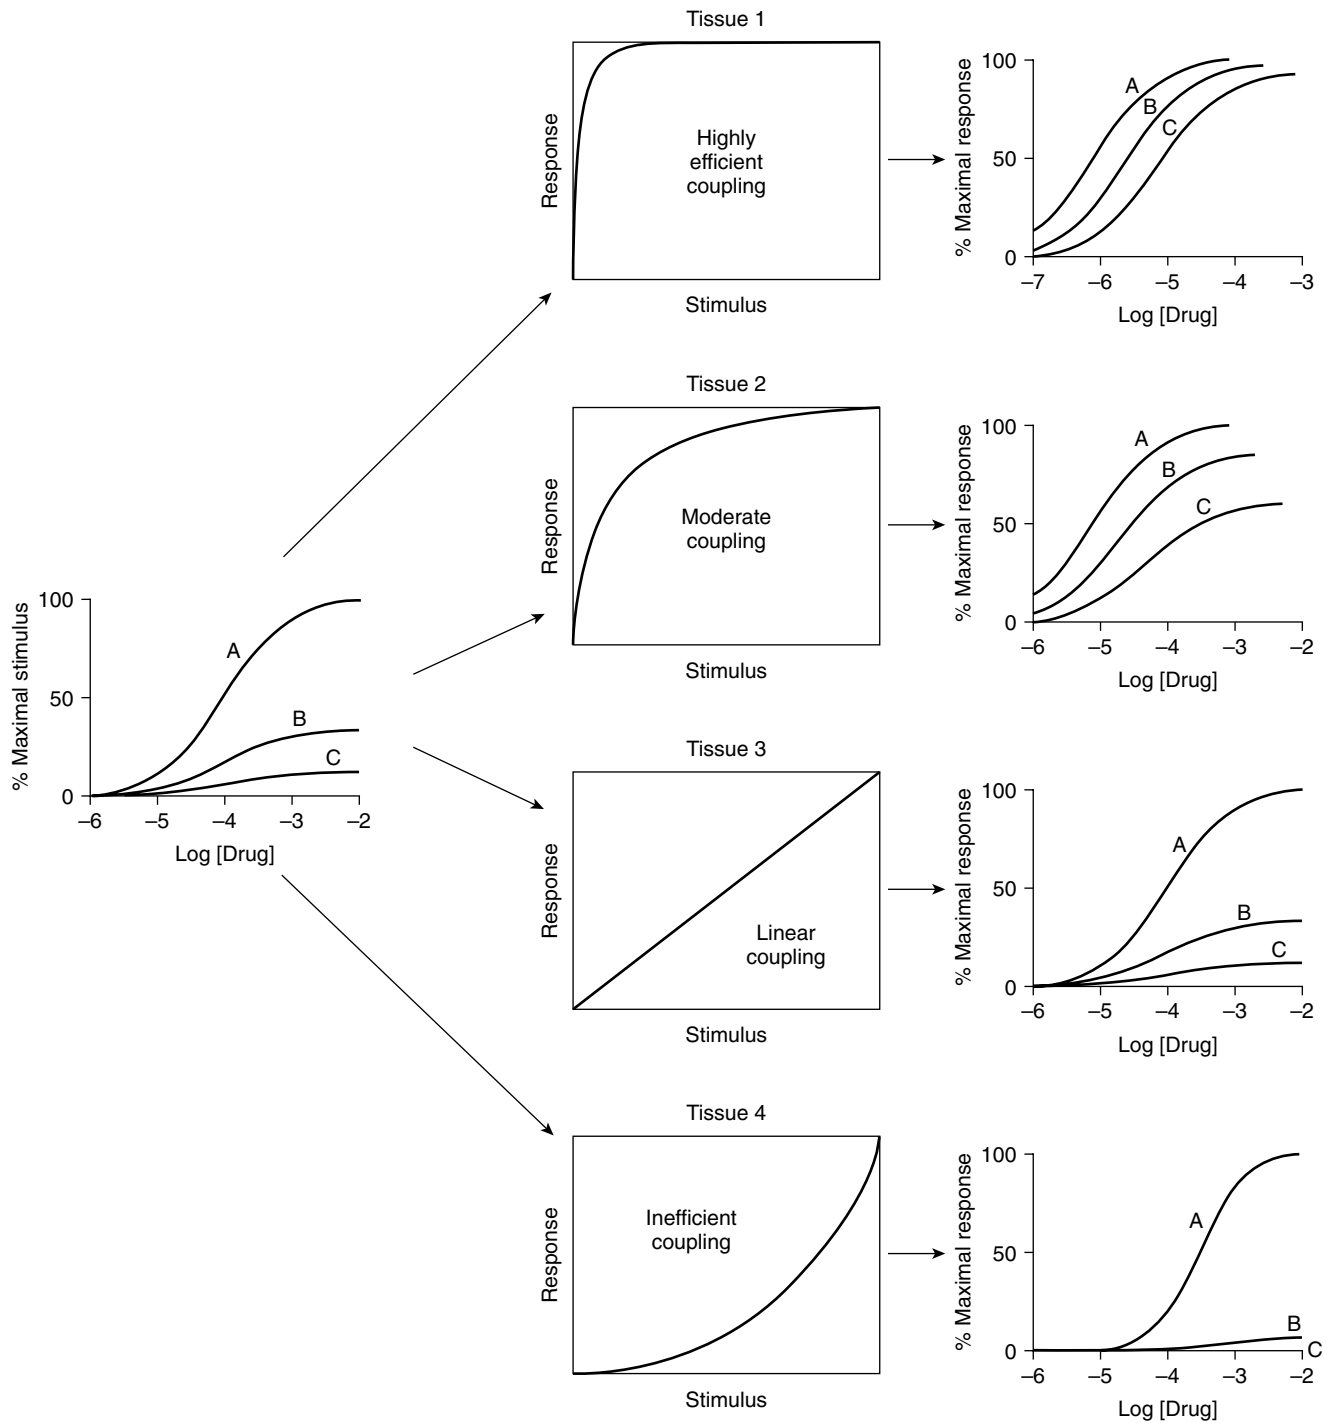 Tissue 1
Response
Highly
efficient
coupling
Stimulus
% Maximal response
100
50
0
–7 –6 –5 –4 –3
Log [Drug]
A
B
C
Tissue 2
Response
Moderate
coupling
Stimulus
% Maximal response
100
50
0
–6 –5 –4 –3 –2
Log [Drug]
A
B
C
% Maximal stimulus
100
50
0
–6 –5 –4 –3 –2
Log [Drug]
A
B
C
Tissue 3
Response
Linear
coupling
Stimulus
% Maximal response
100
50
0
–6 –5 –4 –3 –2
Log [Drug]
A
B
C
Tissue 4
Response
Inefficient
coupling
Stimulus
% Maximal response
100
50
0
–6 –5 –4 –3 –2
Log [Drug]
A
B
C